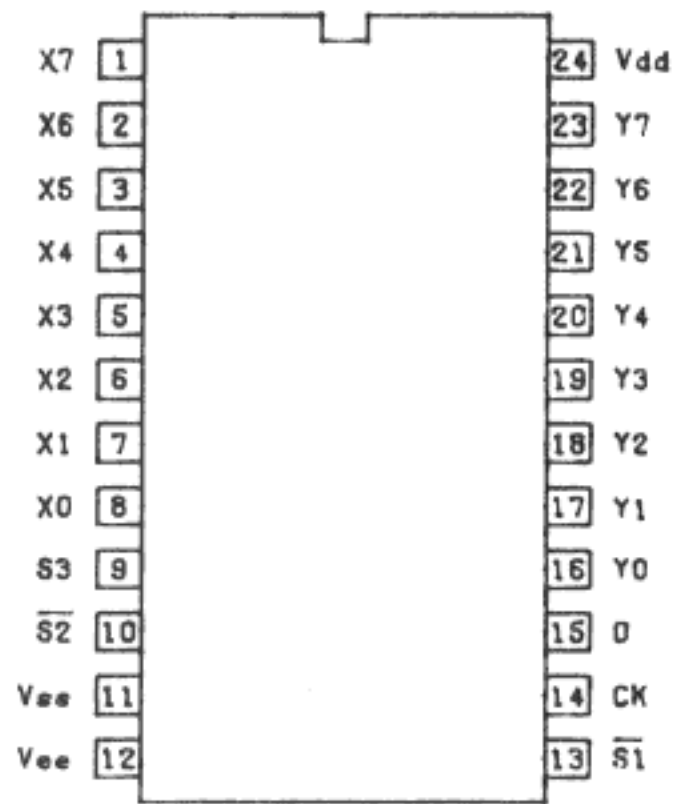 X7 1 24 Vdd
X6 2 23 Y7
X5 3 22 Y6
X4 4 21 Y5
X3 5 20 Y4
X2 6 19 Y3
X1 7 18 Y2
X0 8 17 Y1
S3 9 16 Y0
S̅2̅ 10 15 D
Vss 11 14 CK
Vee 12 13 S̅1̅